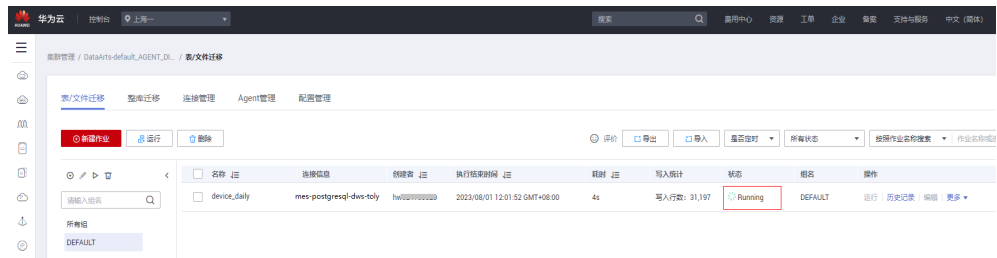 HUAWEI 华为云 控制台 上海一 搜索 费用中心 资源 工单 企业 备案 支持与服务 中文 (简体)
集群管理 / DataArts-default_AGENT_DI... / 表/文件迁移
表/文件迁移 整库迁移 连接管理 Agent管理 配置管理
新建作业 运行 删除 评价 导出 导入 是否定时 所有状态 按照作业名称搜索 作业名称或
名称 连接信息 创建者 执行结束时间 耗时 写入统计 状态 组名 操作
请输入组名 device_daily mes-postgresql-dws-toly 2023/08/01 12:01:52 GMT+08:00 4s 写入行数: 31,197 Running DEFAULT 运行 历史记录 编辑 更多
所有组
DEFAULT